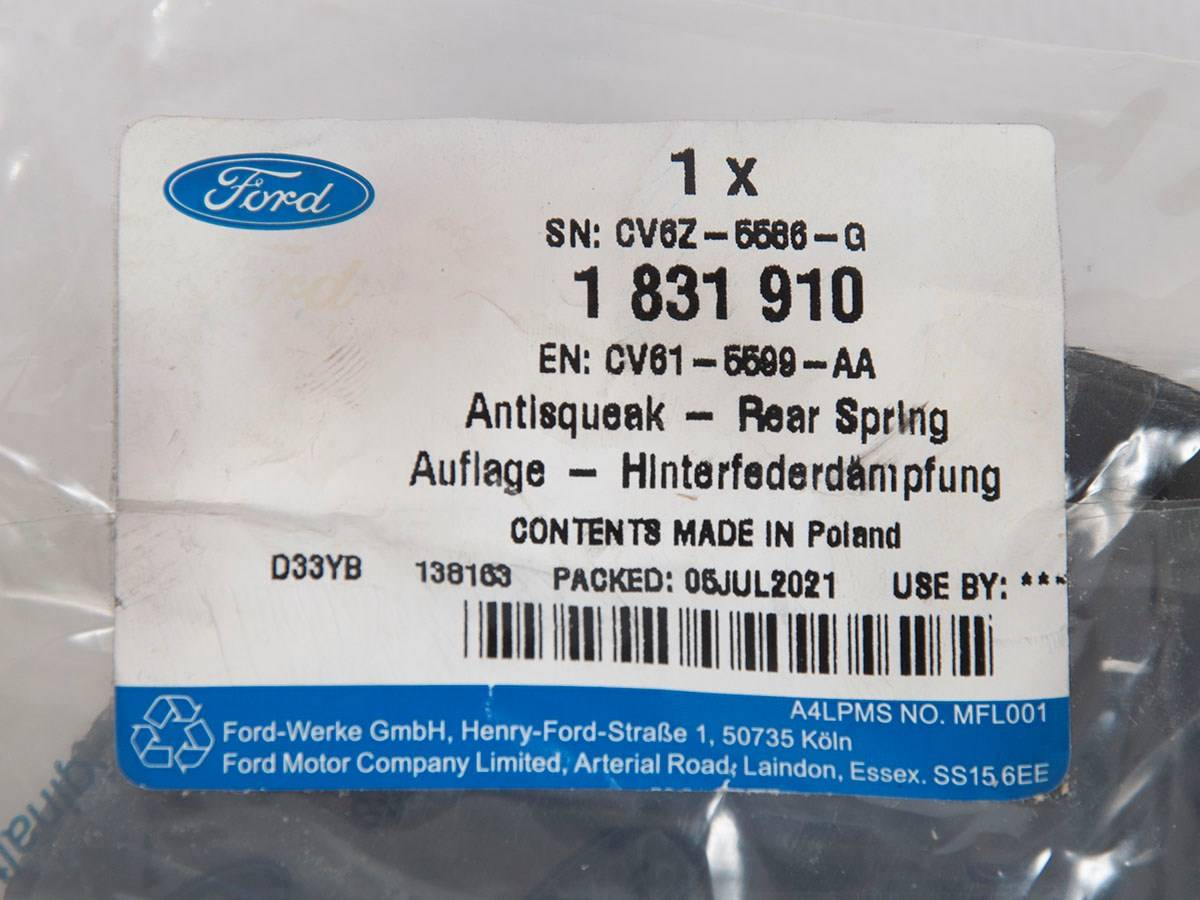 Ford
1 x
SN: CV6Z-5586-G
1 831 910
EN: CV61-5599-AA
Antisqueak - Rear Spring
Auflage - Hinterfederdämpfung
CONTENTS MADE IN Poland
D33YB 138163 PACKED: 05JUL2021 USE BY: ***
A4LPMS NO. MFL001
Ford-Werke GmbH, Henry-Ford-Straße 1, 50735 Köln
Ford Motor Company Limited, Arterial Road, Laindon, Essex. SS15 6EE